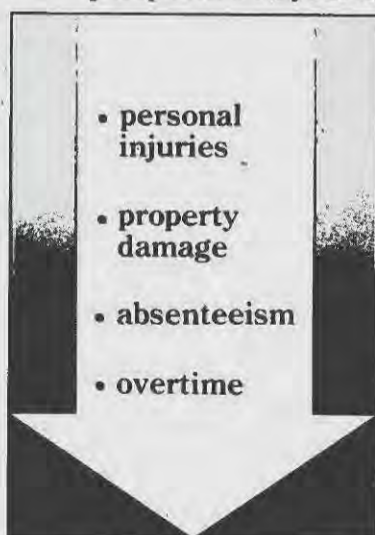 • personal
injuries
• property
damage
• absenteeism
• overtime